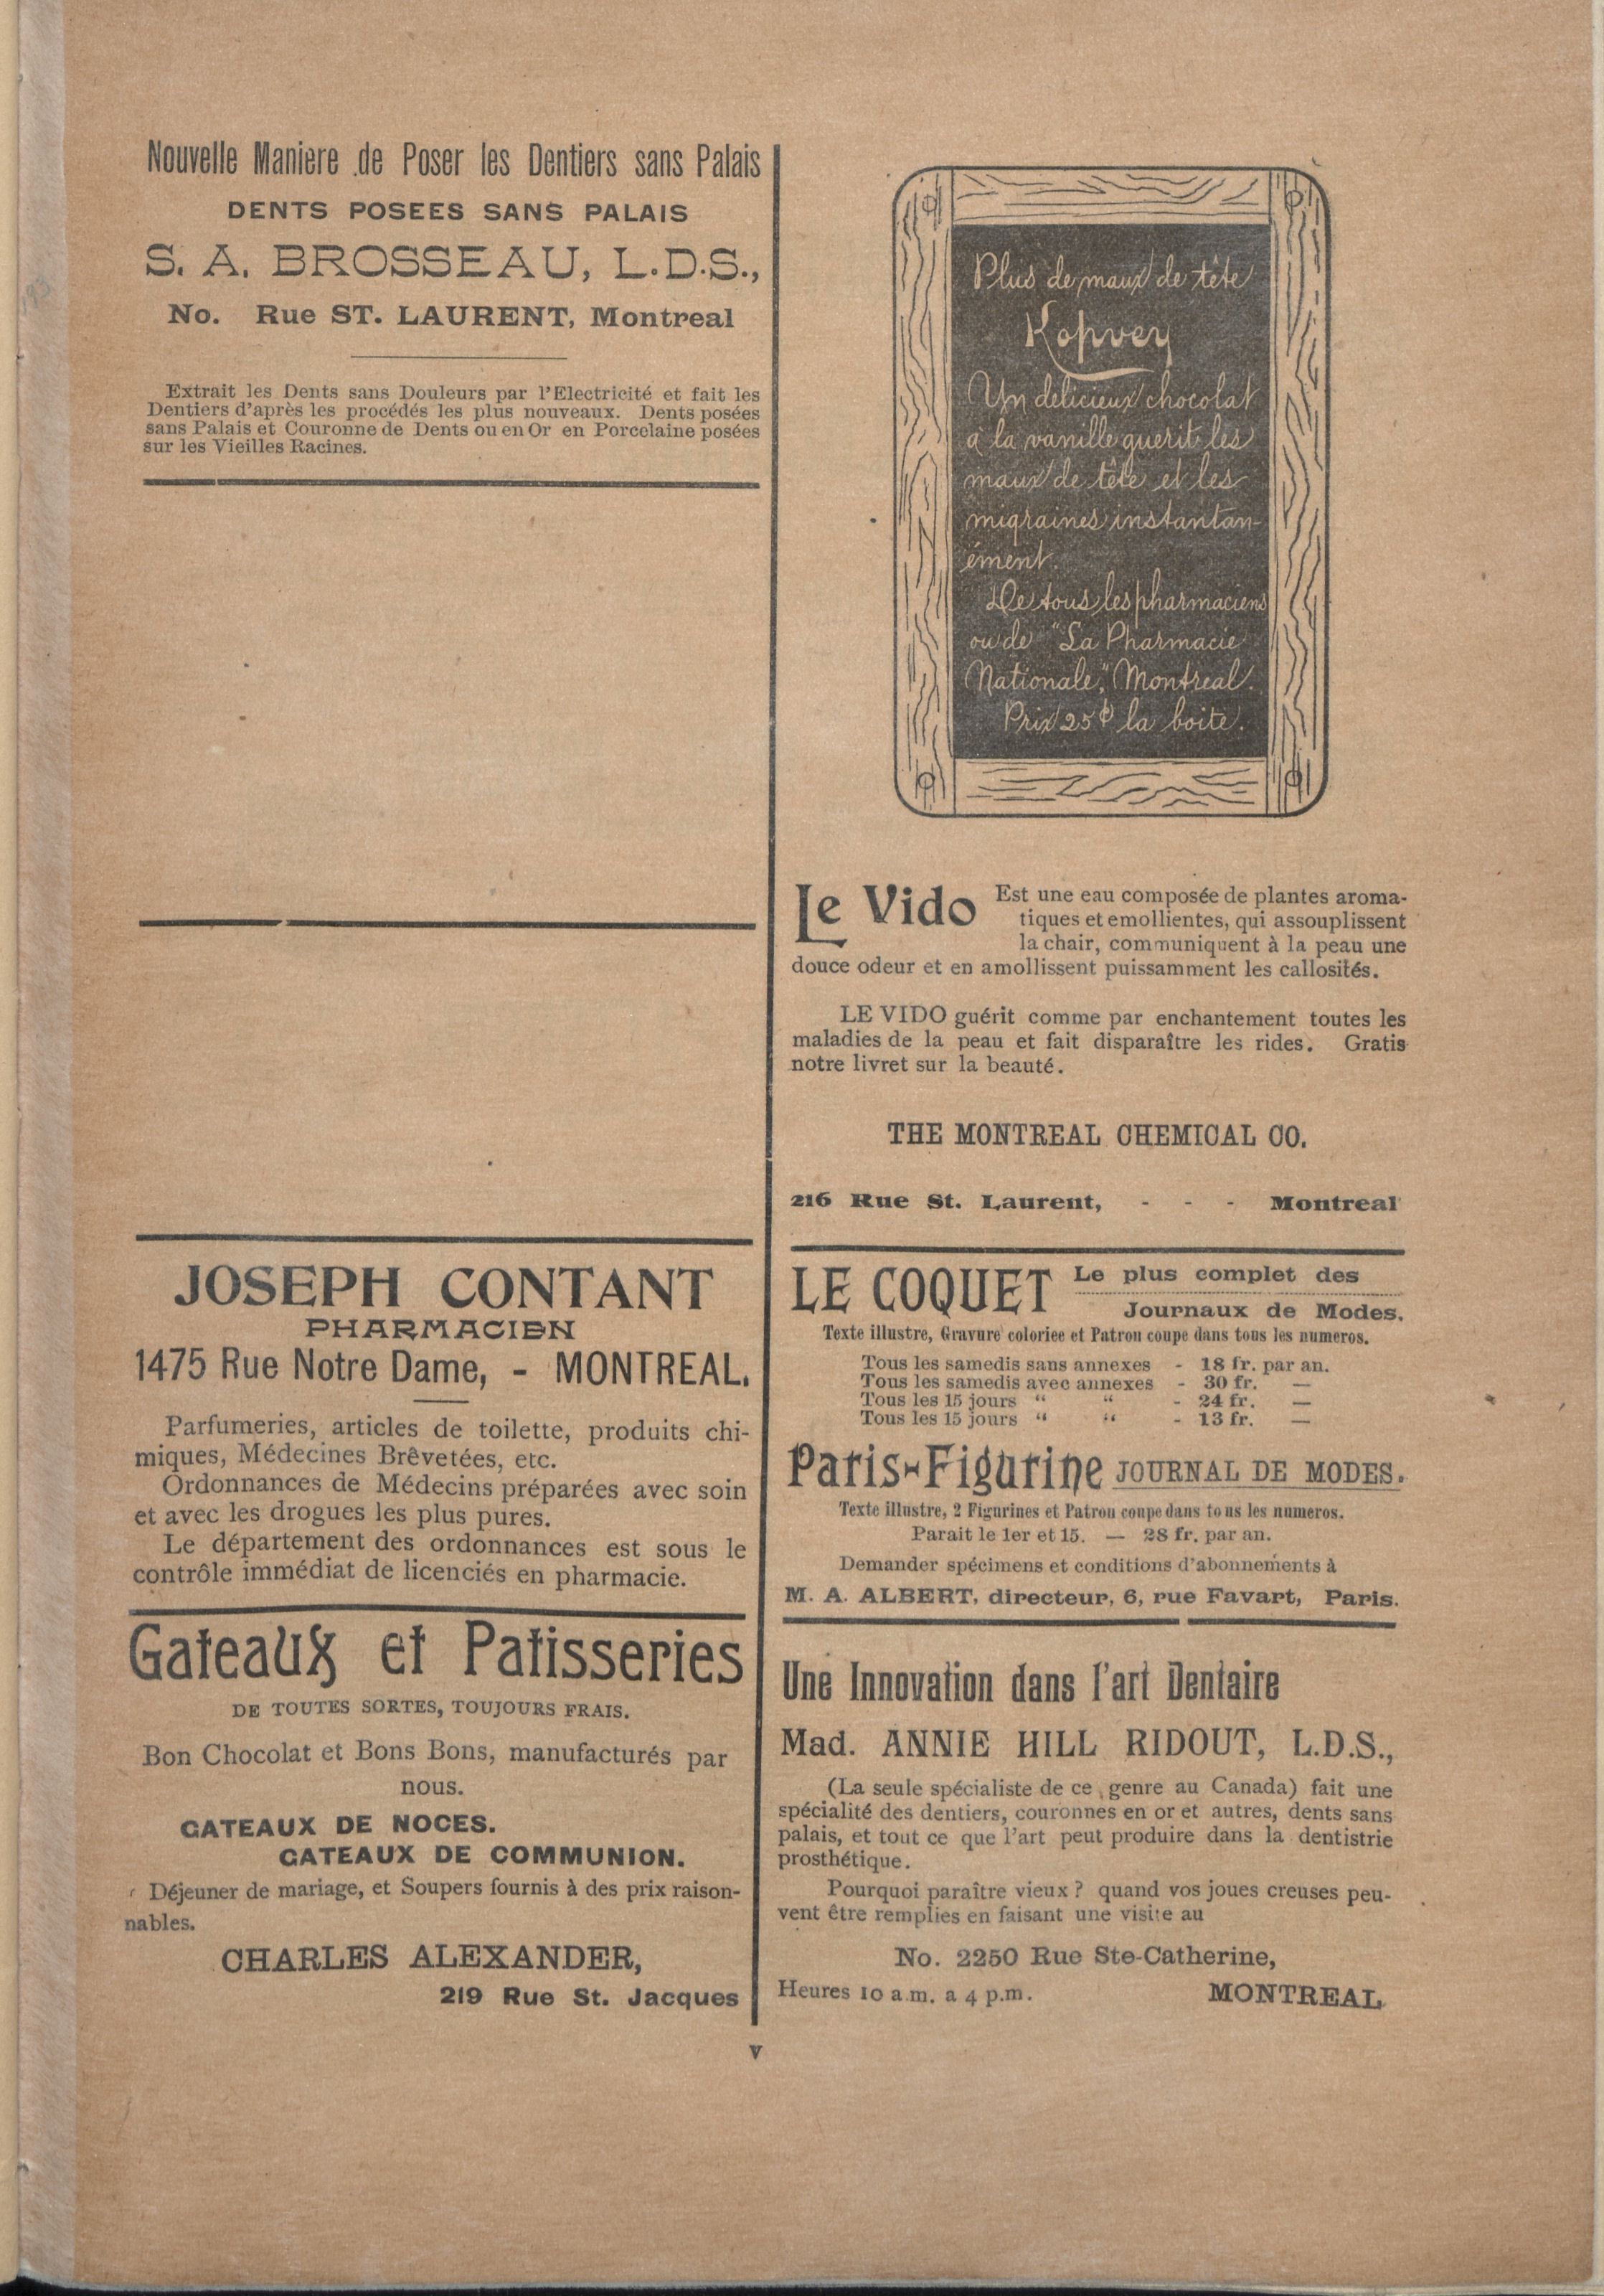 Nouvelle Maniere de Poser les Dentiers sans Palais
DENTS POSEES SANS PALAIS
S. A. BROSSEAU, L.D.S.,
No. Rue ST. LAURENT, Montreal
Extrait les Dents sans Douleurs par l'Electricité et fait les
Dentiers d'après les procédés les plus nouveaux. Dents posées
sans Palais et Couronne de Dents ou en Or en Porcelaine posées
sur les Vieilles Racines.
JOSEPH CONTANT
PHARMACIEN
1475 Rue Notre Dame, - MONTREAL.
Parfumeries, articles de toilette, produits chi-
miques, Médecines Brêvetées, etc.
Ordonnances de Médecins préparées avec soin
et avec les drogues les plus pures.
Le département des ordonnances est sous le
contrôle immédiat de licenciés en pharmacie.
Gateaux et Patisseries
DE TOUTES SORTES, TOUJOURS FRAIS.
Bon Chocolat et Bons Bons, manufacturés par
nous.
GATEAUX DE NOCES.
GATEAUX DE COMMUNION.
Déjeuner de mariage, et Soupers fournis à des prix raison-
nables.
CHARLES ALEXANDER,
219 Rue St. Jacques
Plus de maux de tête
Kopvey
Un delicieux chocolat
à la vanille guerit les
maux de tête et les
migraines instantan-
ément.
De tous les pharmaciens
ou de "La Pharmacie
Nationale," Montreal.
Prix 25¢ la boite.
Le Vido Est une eau composée de plantes aroma-
tiques et emollientes, qui assouplissent
la chair, communiquent à la peau une
douce odeur et en amollissent puissamment les callosités.
LE VIDO guérit comme par enchantement toutes les
maladies de la peau et fait disparaître les rides. Gratis
notre livret sur la beauté.
THE MONTREAL CHEMICAL CO.
216 Rue St. Laurent, - - - Montreal
LE COQUET Le plus complet des
Journaux de Modes.
Texte illustre, Gravure coloriee et Patron coupe dans tous les numeros.
Tous les samedis sans annexes - 18 fr. par an.
Tous les samedis avec annexes - 30 fr. —
Tous les 15 jours “ “ - 24 fr. —
Tous les 15 jours “ “ - 13 fr. —
Paris-Figurine JOURNAL DE MODES.
Texte illustre, 2 Figurines et Patron coupe dans tous les numeros.
Parait le 1er et 15. — 28 fr. par an.
Demander spécimens et conditions d'abonnements à
M. A. ALBERT, directeur, 6, rue Favart, Paris.
Une Innovation dans l'art Dentaire
Mad. ANNIE HILL RIDOUT, L.D.S.,
(La seule spécialiste de ce genre au Canada) fait une
spécialité des dentiers, couronnes en or et autres, dents sans
palais, et tout ce que l'art peut produire dans la dentistrie
prosthétique.
Pourquoi paraître vieux ? quand vos joues creuses peu-
vent être remplies en faisant une visite au
No. 2250 Rue Ste-Catherine,
Heures 10 a.m. a 4 p.m. MONTREAL
V